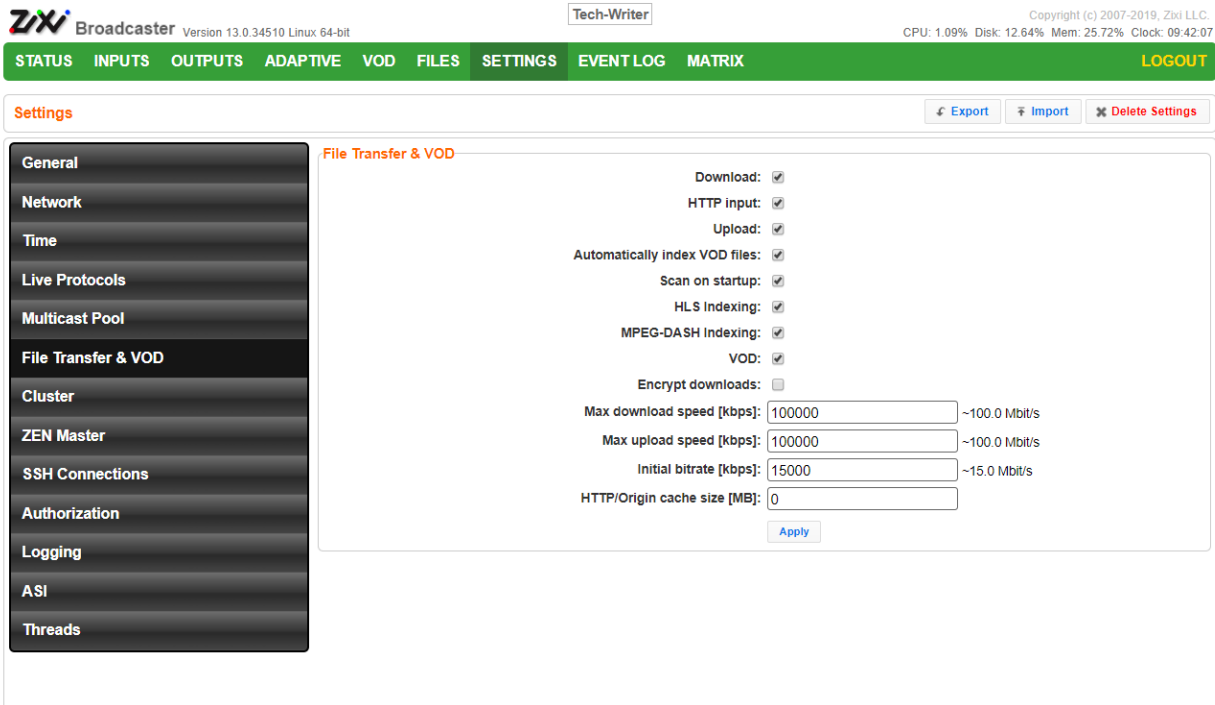 ZiXi Broadcaster Version 13.0.34510 Linux 64-bit
Tech-Writer
Copyright (c) 2007-2019, Zixi LLC.
CPU: 1.09% Disk: 12.64% Mem: 25.72% Clock: 09:42:07
STATUS INPUTS OUTPUTS ADAPTIVE VOD FILES SETTINGS EVENT LOG MATRIX LOGOUT
Settings
Export Import Delete Settings
General
Network
Time
Live Protocols
Multicast Pool
File Transfer & VOD
Cluster
ZEN Master
SSH Connections
Authorization
Logging
ASI
Threads
File Transfer & VOD
Download:
HTTP input:
Upload:
Automatically index VOD files:
Scan on startup:
HLS Indexing:
MPEG-DASH Indexing:
VOD:
Encrypt downloads:
Max download speed [kbps]: 100000 ~100.0 Mbit/s
Max upload speed [kbps]: 100000 ~100.0 Mbit/s
Initial bitrate [kbps]: 15000 ~15.0 Mbit/s
HTTP/Origin cache size [MB]: 0
Apply